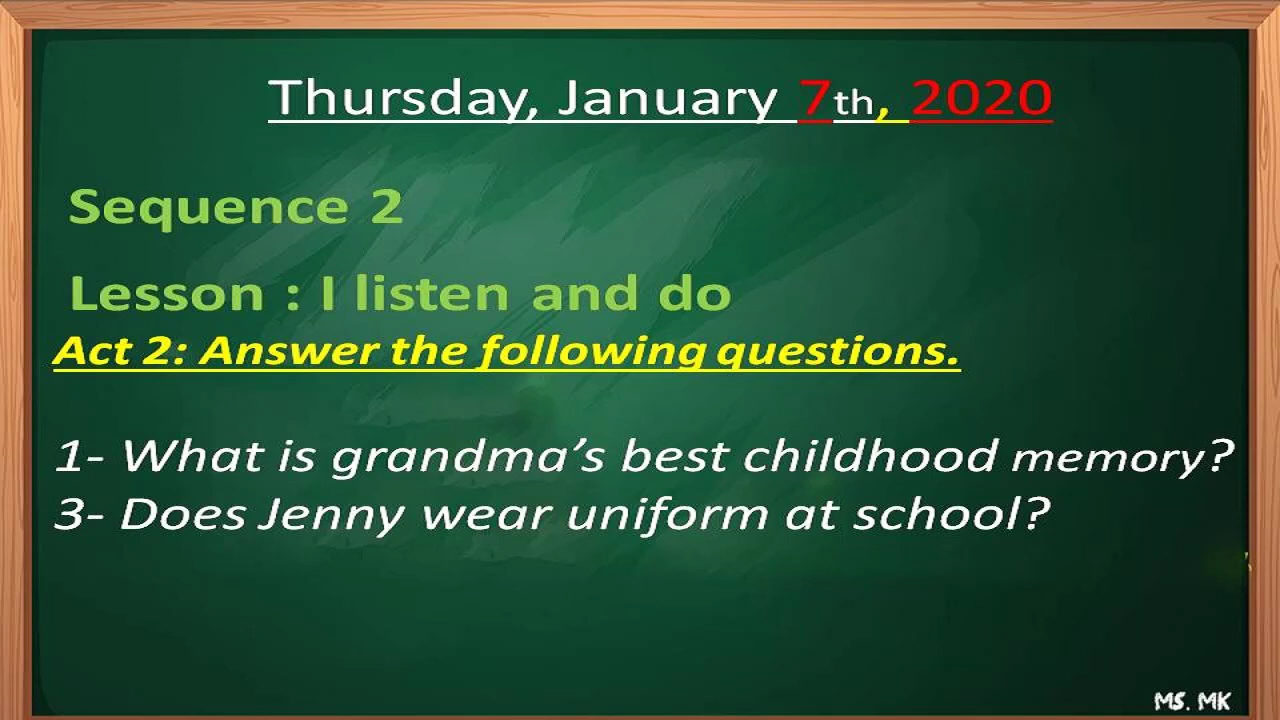 Thursday, January 7th, 2020
Sequence 2
Lesson : I listen and do
Act 2: Answer the following questions.
1- What is grandma’s best childhood memory?
3- Does Jenny wear uniform at school?
MS. MK